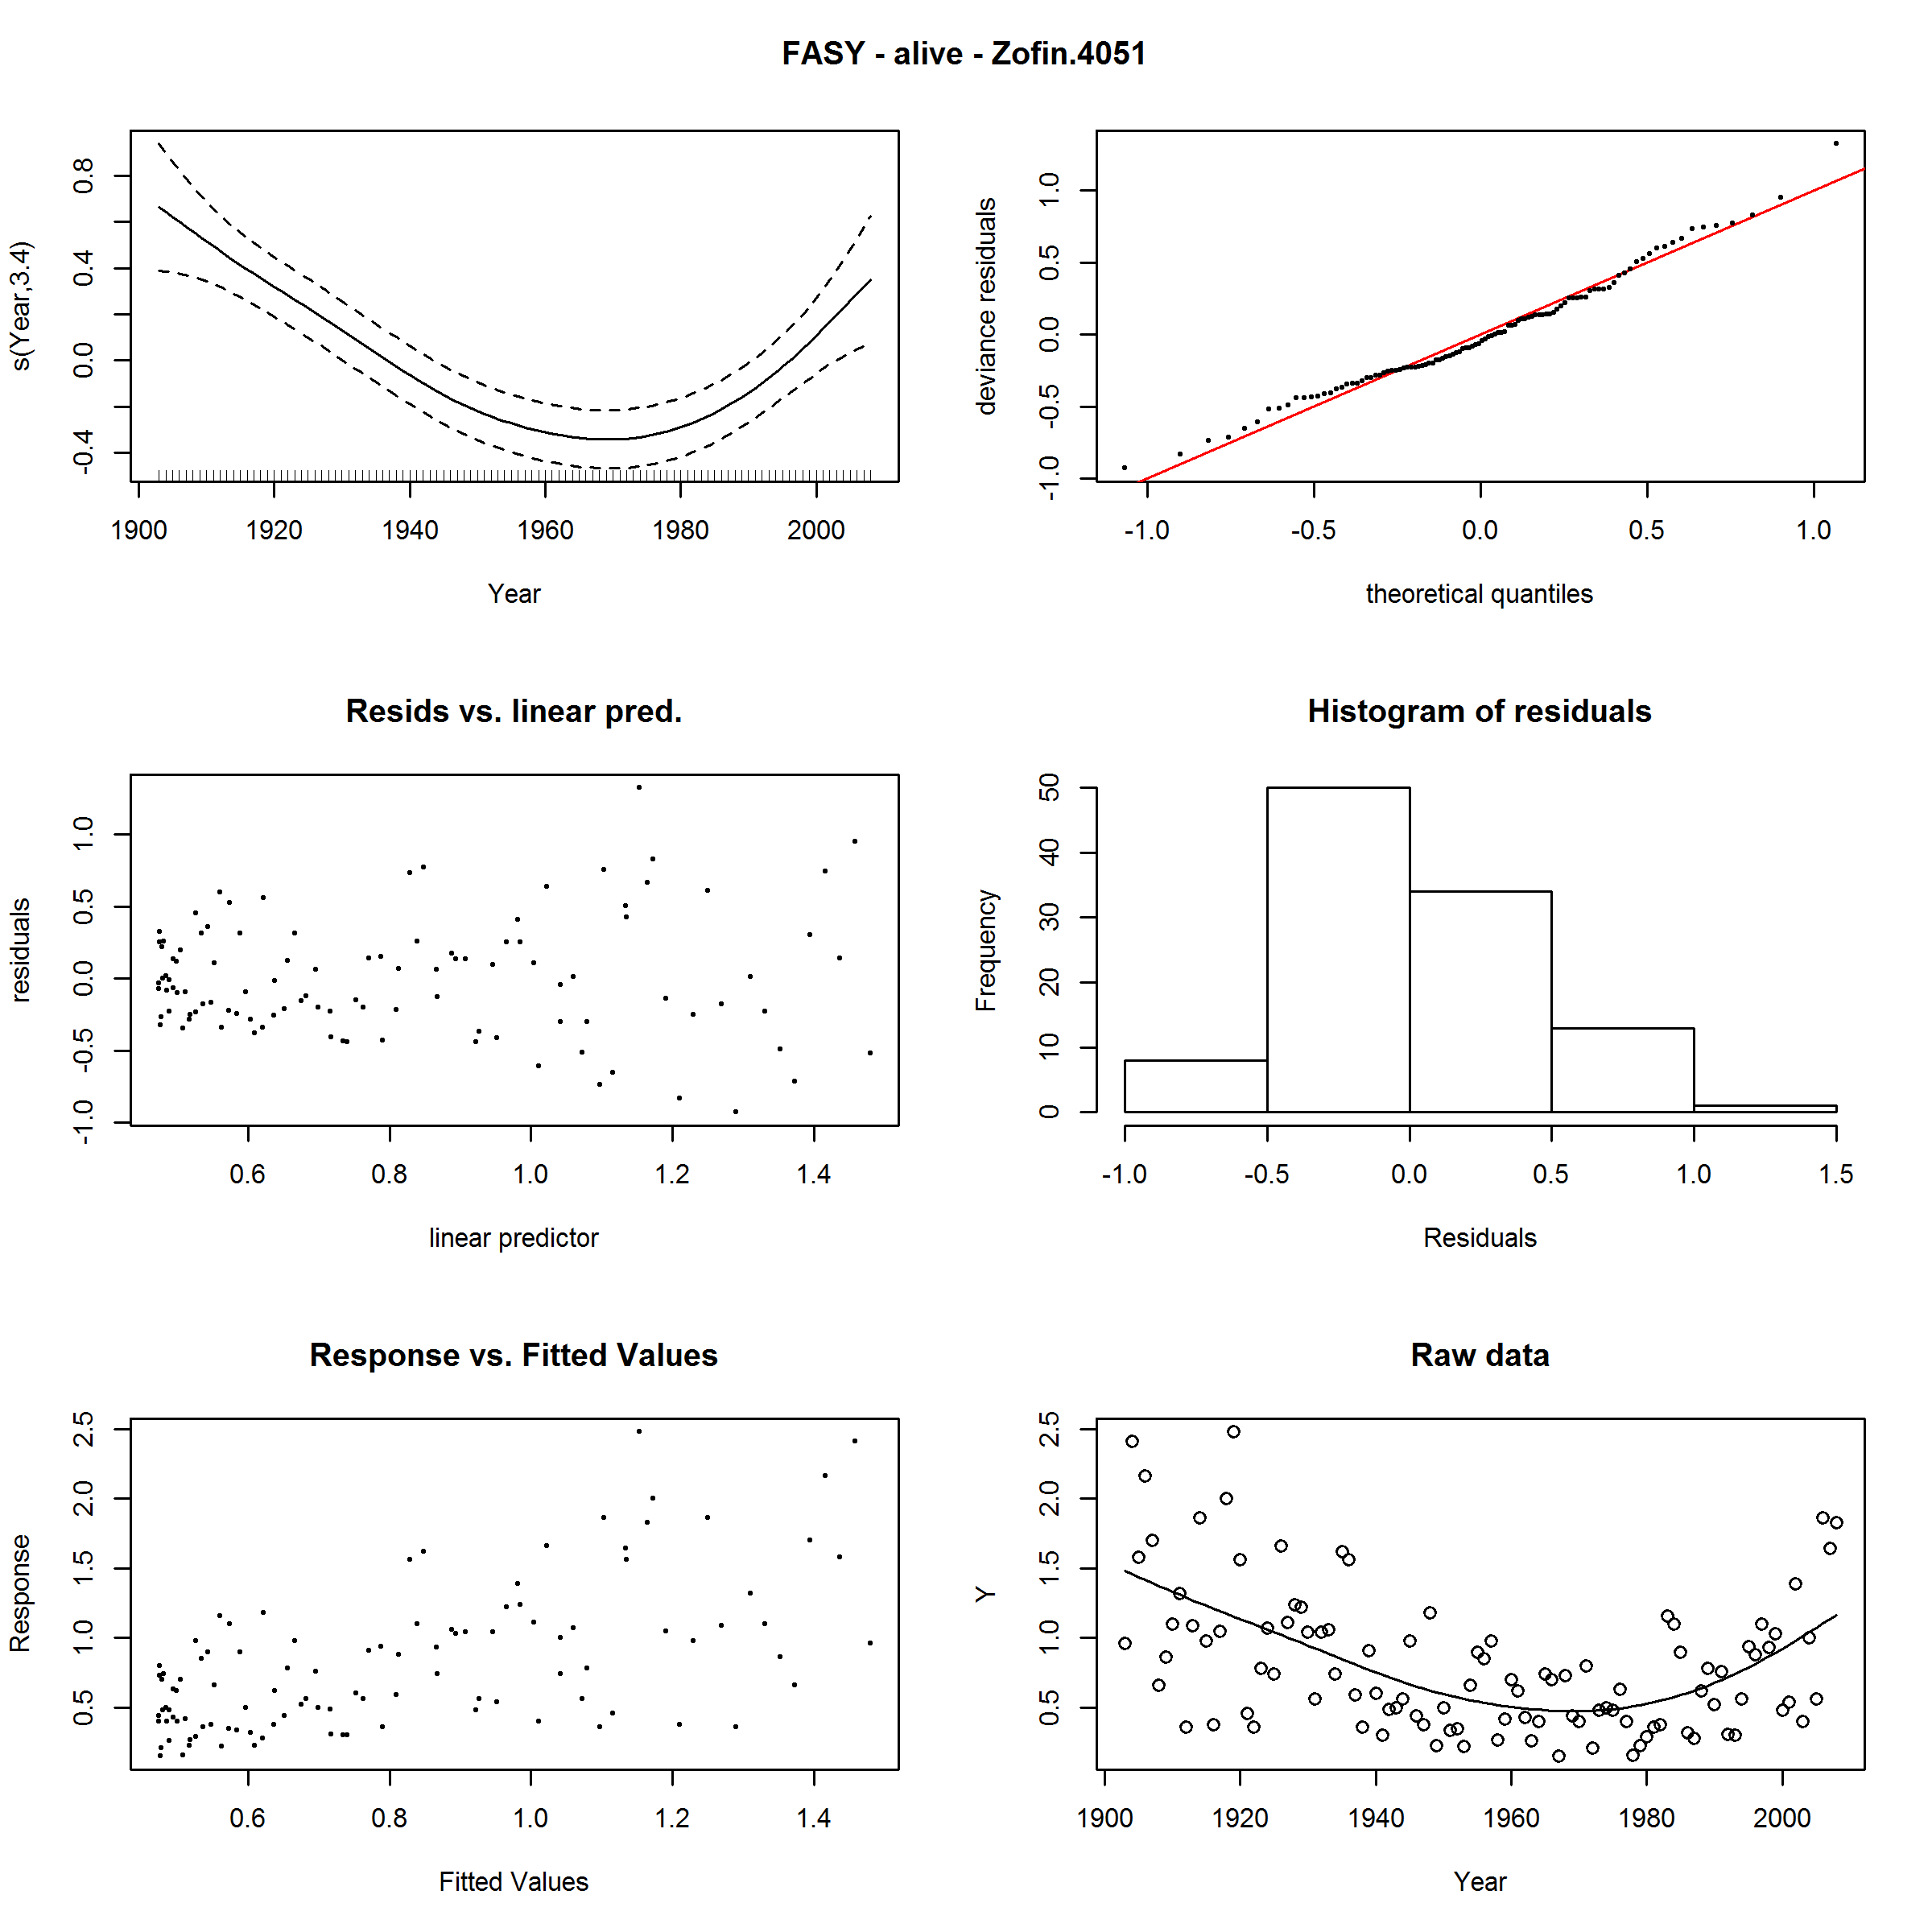 FASY - alive - Zofin.4051
s(Year,3.4)
-0.4 0.0 0.4 0.8
1900 1920 1940 1960 1980 2000
Year
deviance residuals
-1.0 -0.5 0.0 0.5 1.0
-1.0 -0.5 0.0 0.5 1.0
theoretical quantiles
Resids vs. linear pred.
residuals
-1.0 -0.5 0.0 0.5 1.0
0.6 0.8 1.0 1.2 1.4
linear predictor
Histogram of residuals
Frequency
0 10 20 30 40 50
-1.0 -0.5 0.0 0.5 1.0 1.5
Residuals
Response vs. Fitted Values
Response
0.5 1.0 1.5 2.0 2.5
0.6 0.8 1.0 1.2 1.4
Fitted Values
Raw data
Y
0.5 1.0 1.5 2.0 2.5
1900 1920 1940 1960 1980 2000
Year